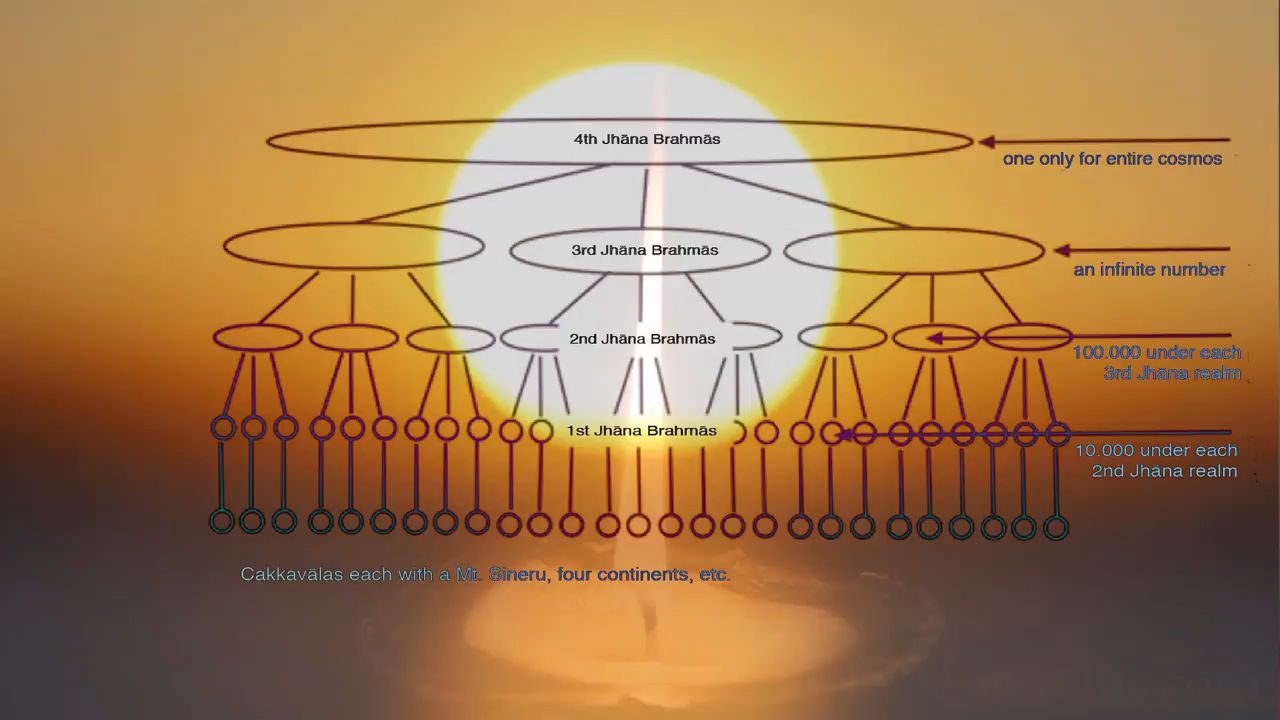 4th Jhāna Brahmās
one only for entire cosmos
3rd Jhāna Brahmās
an infinite number
2nd Jhāna Brahmās
100.000 under each
3rd Jhāna realm
1st Jhāna Brahmās
10.000 under each
2nd Jhāna realm
Cakkavālas each with a Mt. Sineru, four continents, etc.